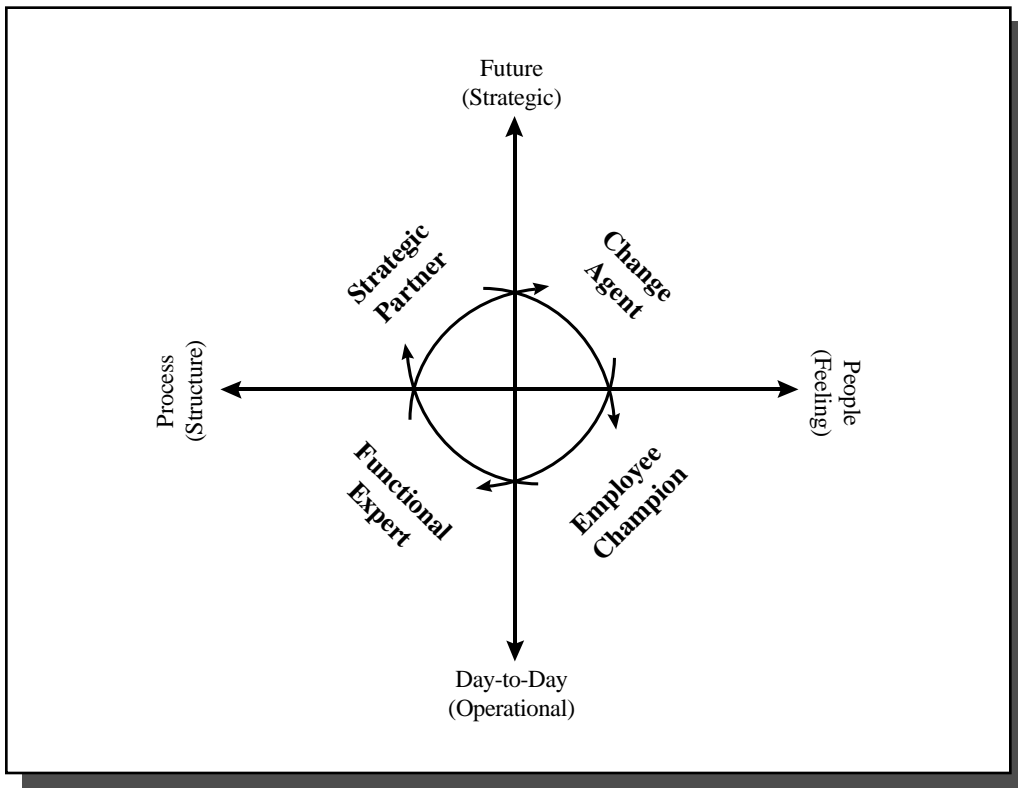 Future
(Strategic)
Strategic
Partner
Change
Agent
Process
(Structure)
People
(Feeling)
Functional
Expert
Employee
Champion
Day-to-Day
(Operational)